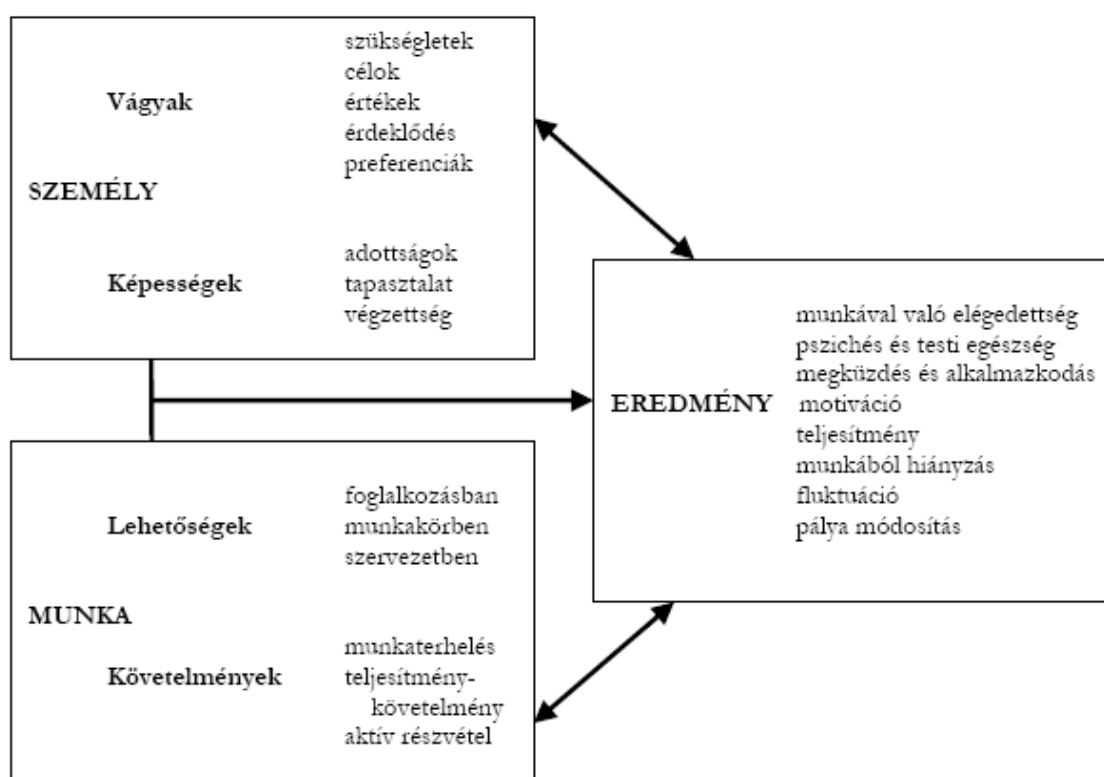 szükségletek
célok
Vágyak értékek
érdeklődés
preferenciák
SZEMÉLY
adottságok
Képességek tapasztalat
végzettség
munkával való elégedettség
pszichés és testi egészség
megküzdés és alkalmazkodás
EREDMÉNY motiváció
teljesítmény
munkából hiányzás
fluktuáció
pálya módosítás
foglalkozásban
Lehetőségek munkakörben
szervezetben
MUNKA
munkaterhelés
Követelmények teljesítmény-
követelmény
aktív részvétel